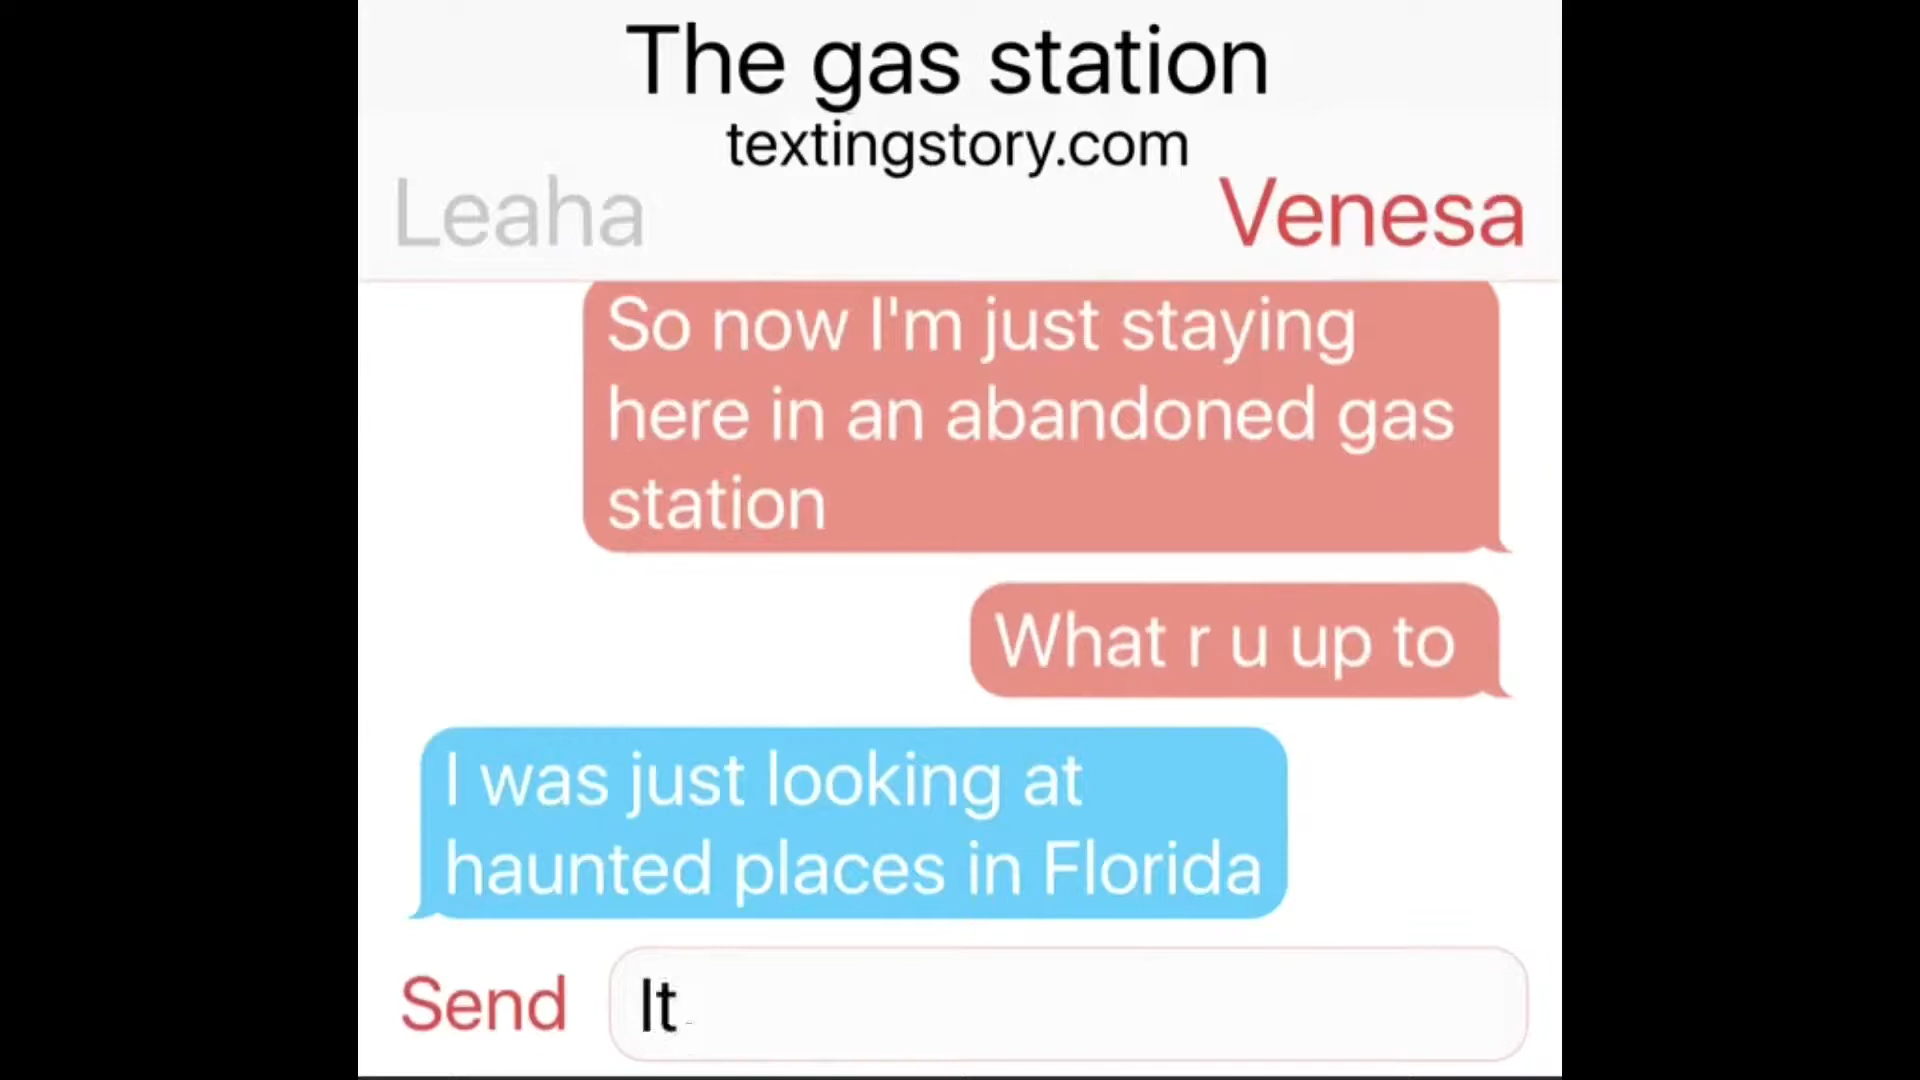 The gas station
textingstory.com
Leaha
Venesa
So now I'm just staying
here in an abandoned gas
station
What r u up to
I was just looking at
haunted places in Florida
Send
It